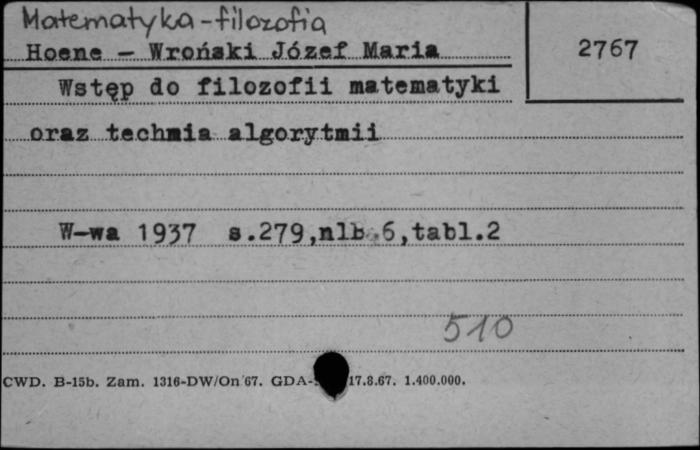 Matematyka-filozofia
Hoene - Wroński Józef Maria
2767
Wstęp do filozofii matematyki
oraz technia algorytmii
W-wa 1937 s.279,nlb.6,tabl.2
510
CWD. B-15b. Zam. 1316-DW/On 67. GDA- 17.8.67. 1.400.000.